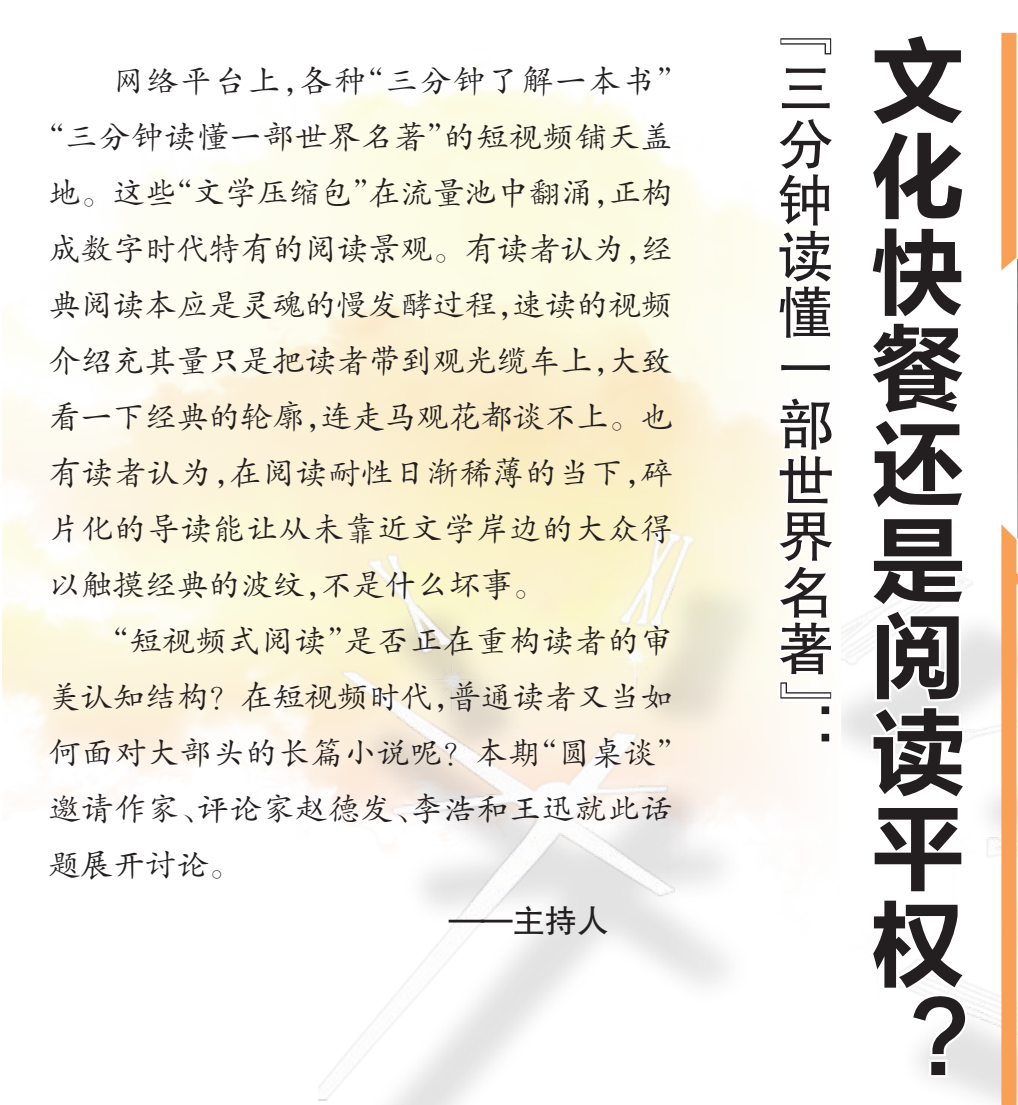 『三分钟读懂一部世界名著』：
文化快餐还是阅读平权？
网络平台上，各种“三分钟了解一本书”
“三分钟读懂一部世界名著”的短视频铺天盖
地。这些“文学压缩包”在流量池中翻涌，正构
成数字时代特有的阅读景观。有读者认为，经
典阅读本应是灵魂的慢发酵过程，速读的视频
介绍充其量只是把读者带到观光缆车上，大致
看一下经典的轮廓，连走马观花都谈不上。也
有读者认为，在阅读耐性日渐稀薄的当下，碎
片化的导读能让从未靠近文学岸边的大众得
以触摸经典的波纹，不是什么坏事。
“短视频式阅读”是否正在重构读者的审
美认知结构？在短视频时代，普通读者又当如
何面对大部头的长篇小说呢？本期“圆桌谈”
邀请作家、评论家赵德发、李浩和王迅就此话
题展开讨论。
——主持人